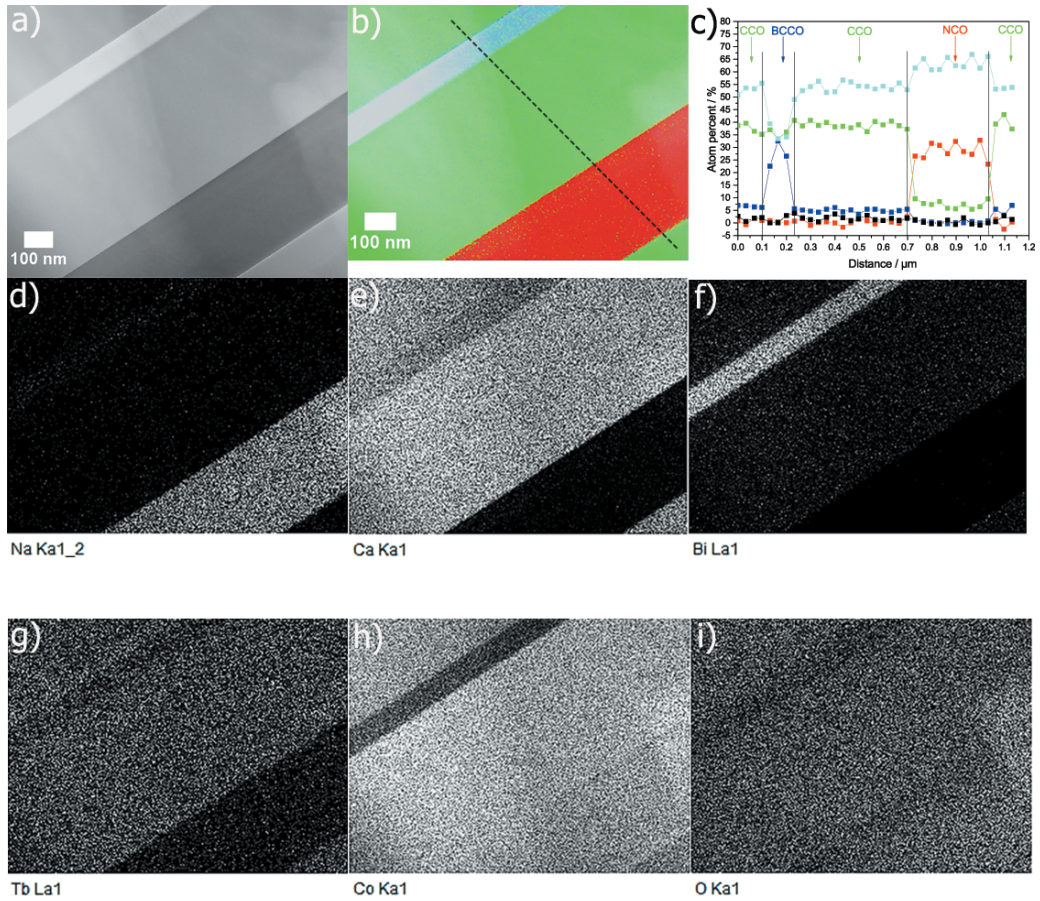 a)
100 nm
b)
100 nm
c)
Atom percent / %
80
75
70
65
60
55
50
45
40
35
30
25
20
15
10
5
0
-5
CCO BCCO CCO NCO CCO
0.0 0.1 0.2 0.3 0.4 0.5 0.6 0.7 0.8 0.9 1.0 1.1 1.2
Distance / µm
d)
Na Ka1_2
e)
Ca Ka1
f)
Bi La1
g)
Tb La1
h)
Co Ka1
i)
O Ka1